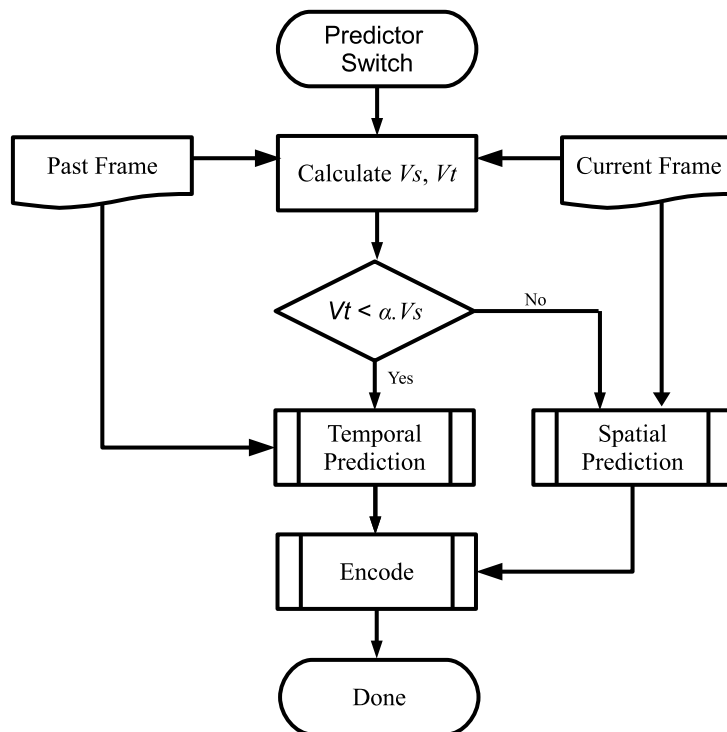 Predictor
Switch
Past Frame
Calculate Vs, Vt
Current Frame
Vt < α.Vs
No
Yes
Temporal
Prediction
Spatial
Prediction
Encode
Done